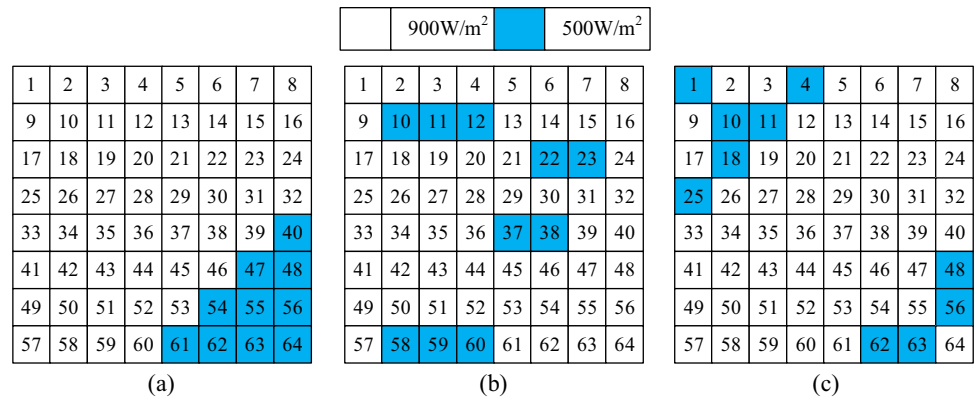 900W/m² 500W/m²
1 2 3 4 5 6 7 8 1 2 3 4 5 6 7 8 1 2 3 4 5 6 7 8
9 10 11 12 13 14 15 16 9 10 11 12 13 14 15 16 9 10 11 12 13 14 15 16
17 18 19 20 21 22 23 24 17 18 19 20 21 22 23 24 17 18 19 20 21 22 23 24
25 26 27 28 29 30 31 32 25 26 27 28 29 30 31 32 25 26 27 28 29 30 31 32
33 34 35 36 37 38 39 40 33 34 35 36 37 38 39 40 33 34 35 36 37 38 39 40
41 42 43 44 45 46 47 48 41 42 43 44 45 46 47 48 41 42 43 44 45 46 47 48
49 50 51 52 53 54 55 56 49 50 51 52 53 54 55 56 49 50 51 52 53 54 55 56
57 58 59 60 61 62 63 64 57 58 59 60 61 62 63 64 57 58 59 60 61 62 63 64
(a) (b) (c)